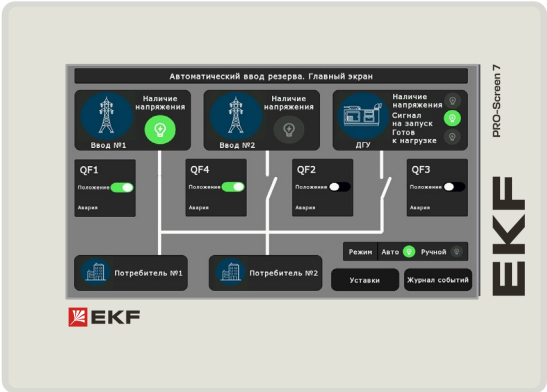 Автоматический ввод резерва. Главный экран
Наличие
напряжения
Ввод №1
Наличие
напряжения
Ввод №2
Наличие
напряжения
Сигнал
на запуск
Готов
к нагрузке
ДГУ
QF1
Положение
Авария
QF4
Положение
Авария
QF2
Положение
Авария
QF3
Положение
Авария
Режим Авто Ручной
Потребитель №1
Потребитель №2
Уставки
Журнал событий
EKF
PRO-Screen 7
EKF